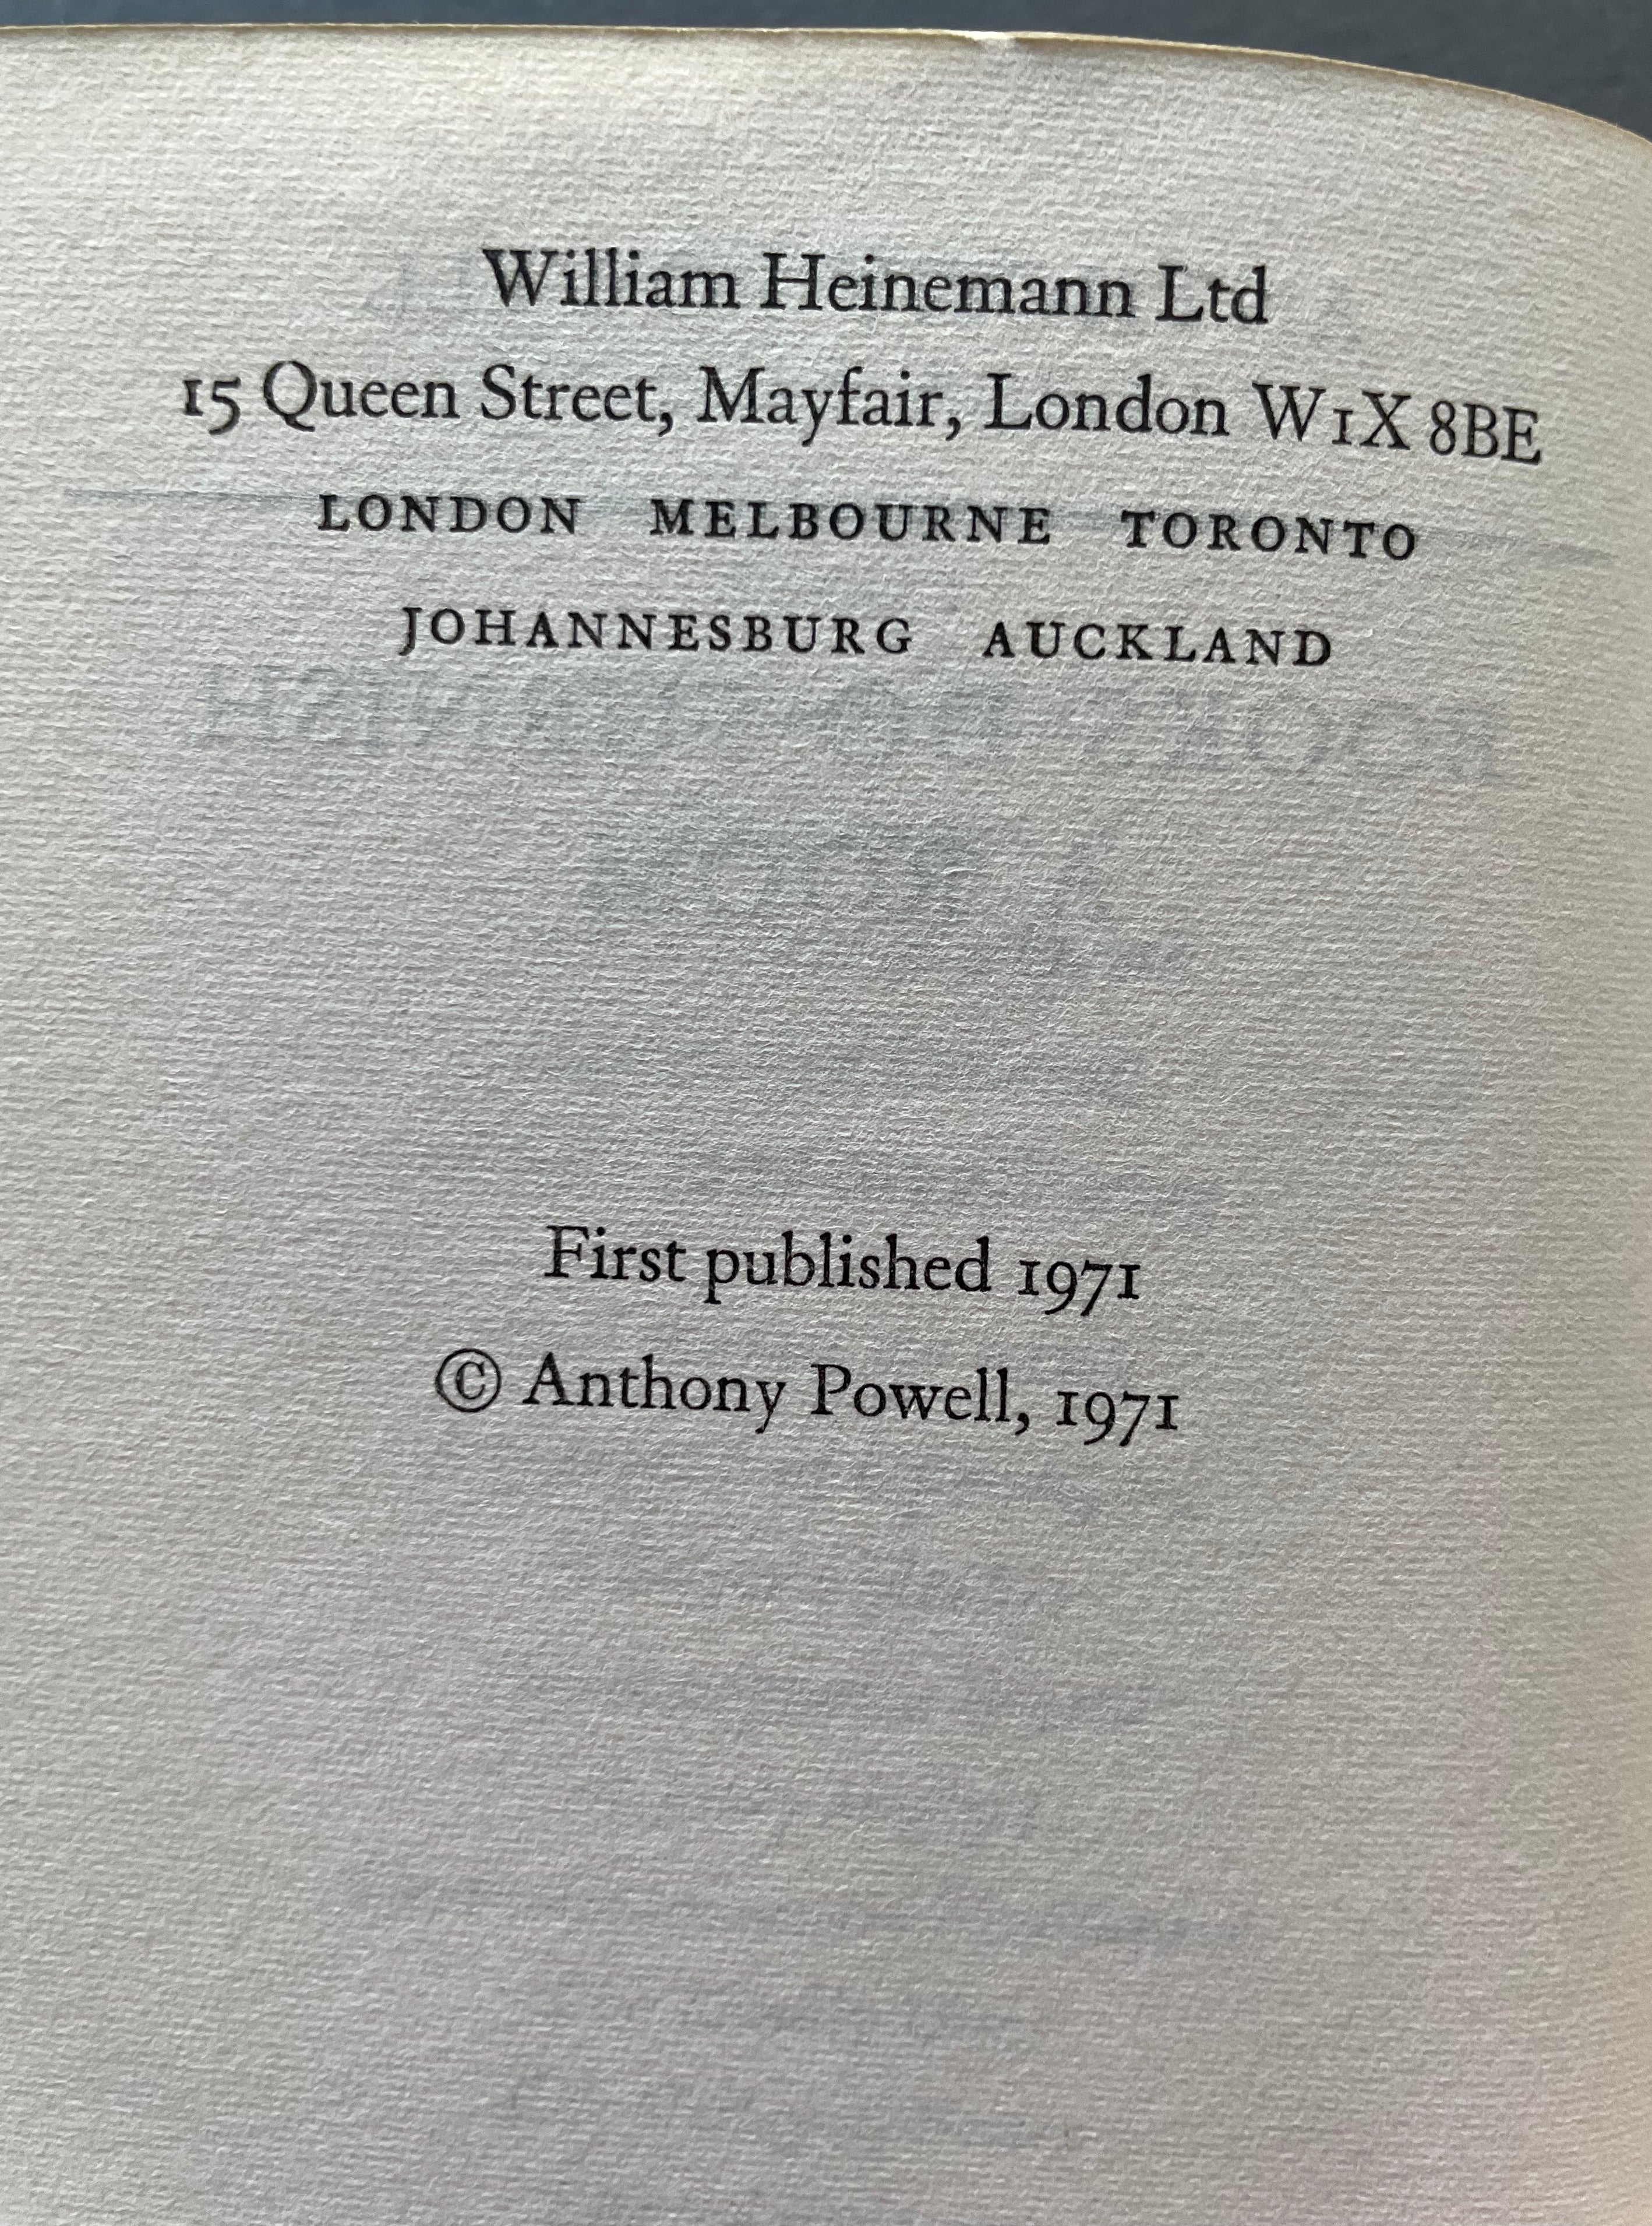 William Heinemann Ltd
15 Queen Street, Mayfair, London W1X 8BE
LONDON MELBOURNE TORONTO
JOHANNESBURG AUCKLAND
First published 1971
© Anthony Powell, 1971